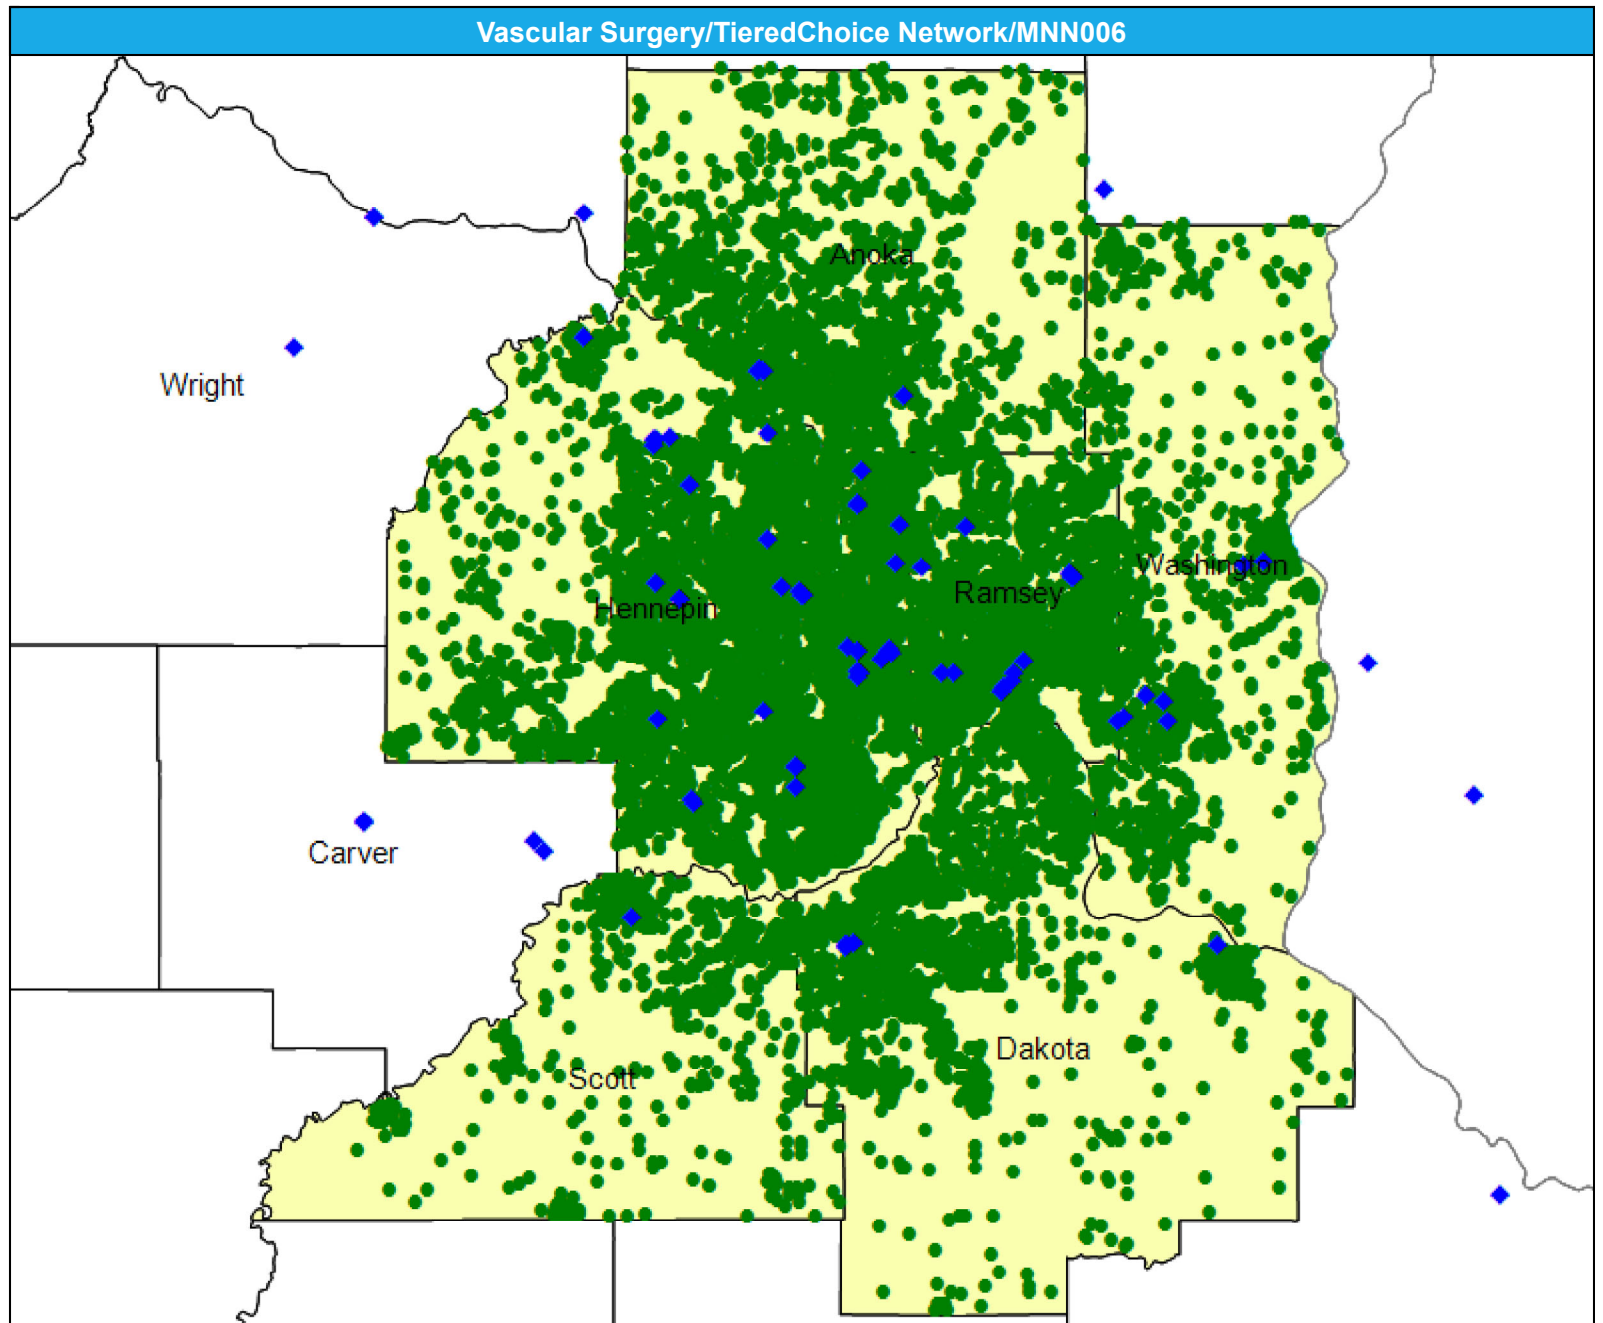 Vascular Surgery/TieredChoice Network/MNN006
Anoka
Wright
Washington
Ramsey
Hennepin
Carver
Dakota
Scott